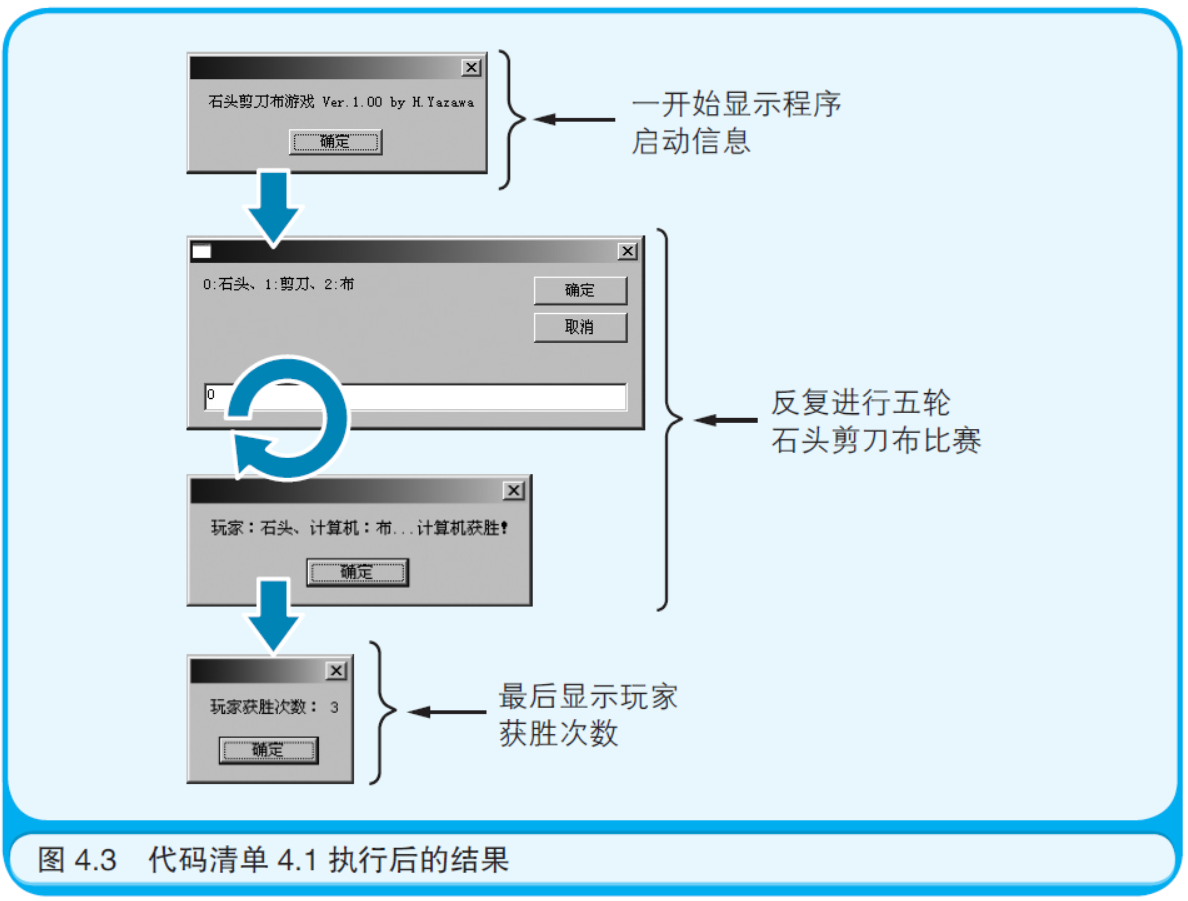 石头剪刀布游戏 Ver.1.00 by H.Yazawa
确定
一开始显示程序
启动信息
0:石头、1:剪刀、2:布
确定
取消
0
反复进行五轮
石头剪刀布比赛
玩家：石头、计算机：布...计算机获胜!
确定
玩家获胜次数： 3
确定
最后显示玩家
获胜次数
图 4.3 代码清单 4.1 执行后的结果